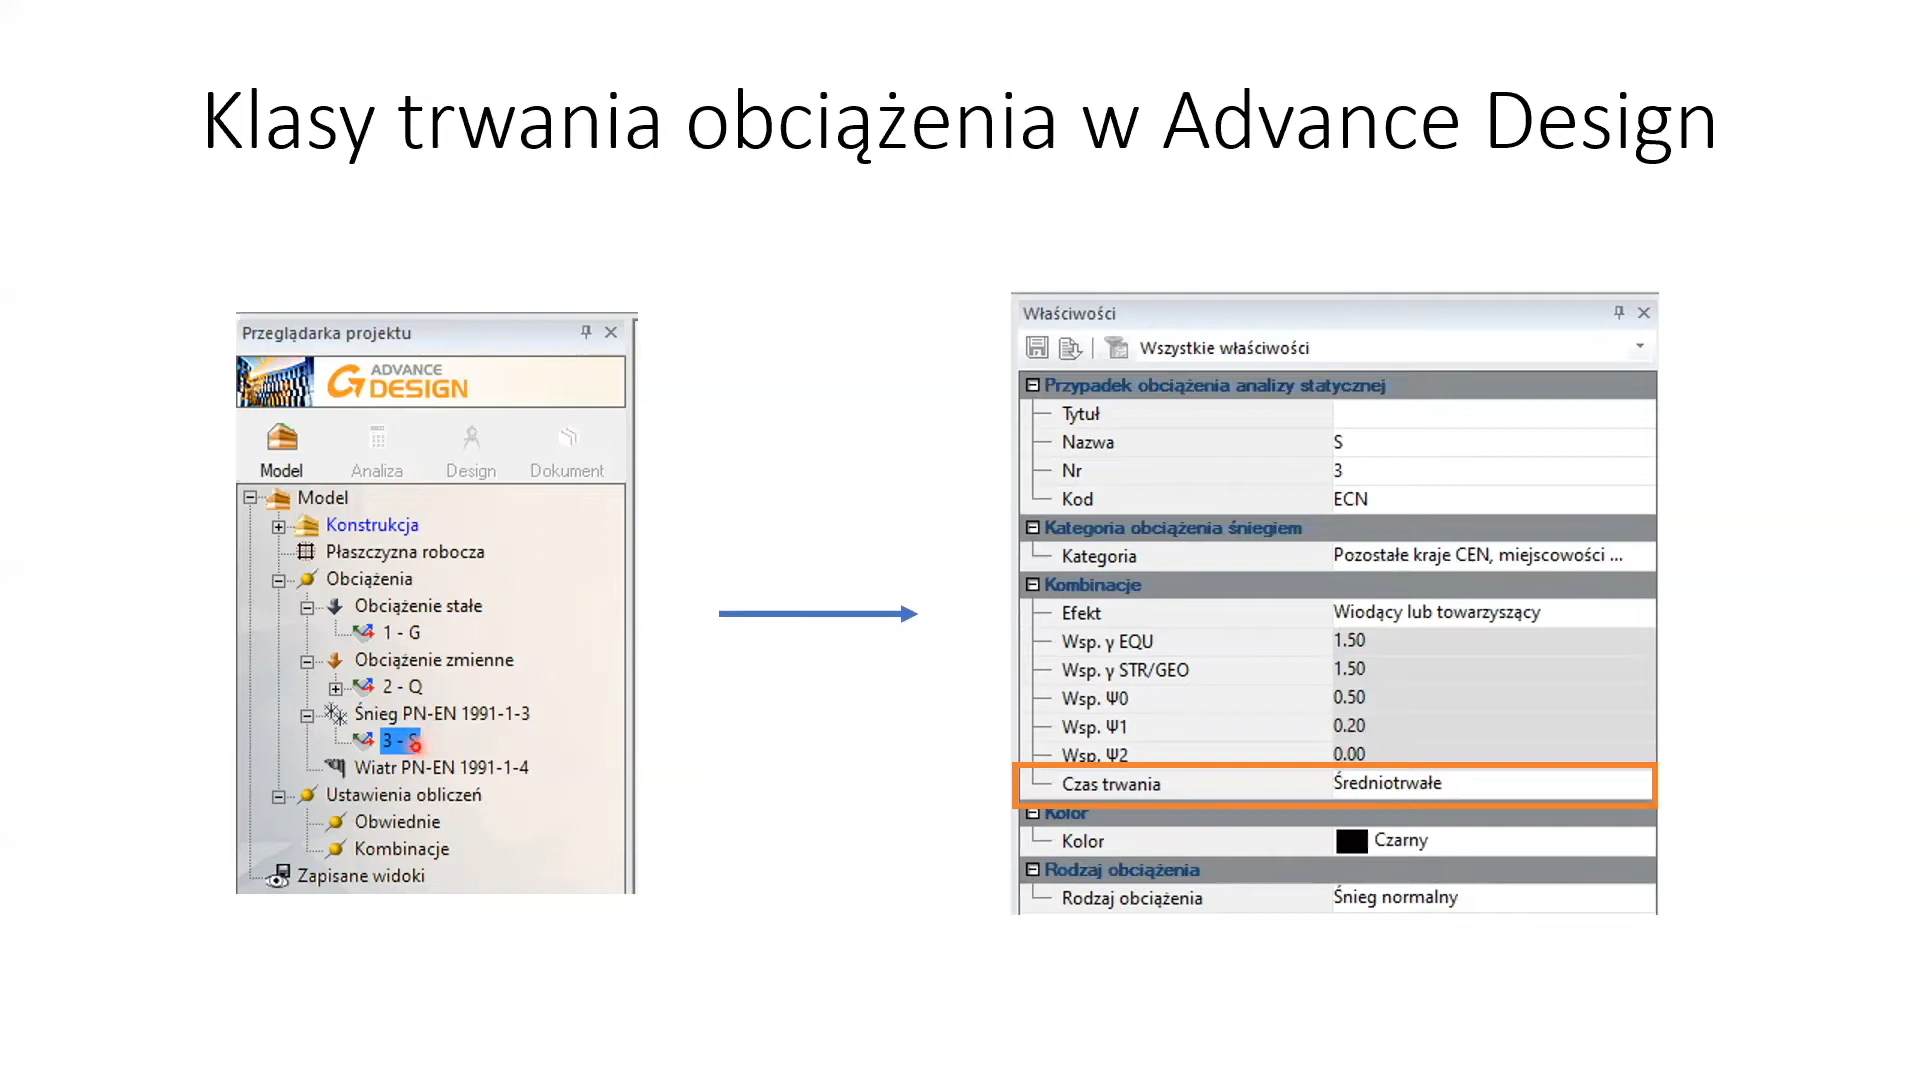 Klasy trwania obciążenia w Advance Design
Przeglądarka projektu
ADVANCE
DESIGN
Model Analiza Design Dokument
Model
Konstrukcja
Płaszczyzna robocza
Obciążenia
Obciążenie stałe
1 - G
Obciążenie zmienne
2 - Q
Śnieg PN-EN 1991-1-3
3 - S
Wiatr PN-EN 1991-1-4
Ustawienia obliczeń
Obwiednie
Kombinacje
Zapisane widoki
Właściwości
Wszystkie właściwości
Przypadek obciążenia analizy statycznej
Tytuł
Nazwa S
Nr 3
Kod ECN
Kategoria obciążenia śniegiem
Kategoria Pozostałe kraje CEN, miejscowości ...
Kombinacje
Efekt Wiodący lub towarzyszący
Wsp. γ EQU 1.50
Wsp. γ STR/GEO 1.50
Wsp. Ψ0 0.50
Wsp. Ψ1 0.20
Wsp. Ψ2 0.00
Czas trwania Średniotrwałe
Kolor
Kolor Czarny
Rodzaj obciążenia
Rodzaj obciążenia Śnieg normalny